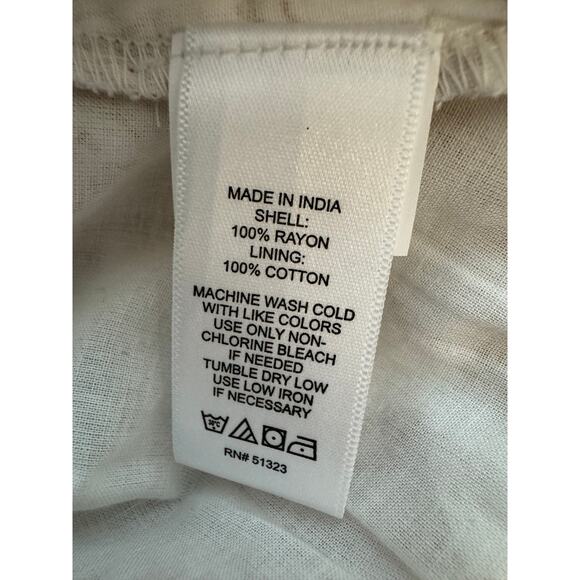 MADE IN INDIA
SHELL:
100% RAYON
LINING:
100% COTTON
MACHINE WASH COLD
WITH LIKE COLORS
USE ONLY NON-
CHLORINE BLEACH
IF NEEDED
TUMBLE DRY LOW
USE LOW IRON
IF NECESSARY
30°C
RN# 51323